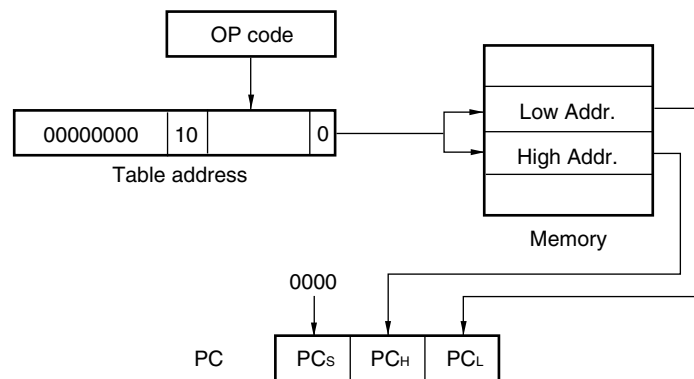 OP code
00000000 10 0
Table address
Low Addr.
High Addr.
Memory
0000
PC PCS PCH PCL